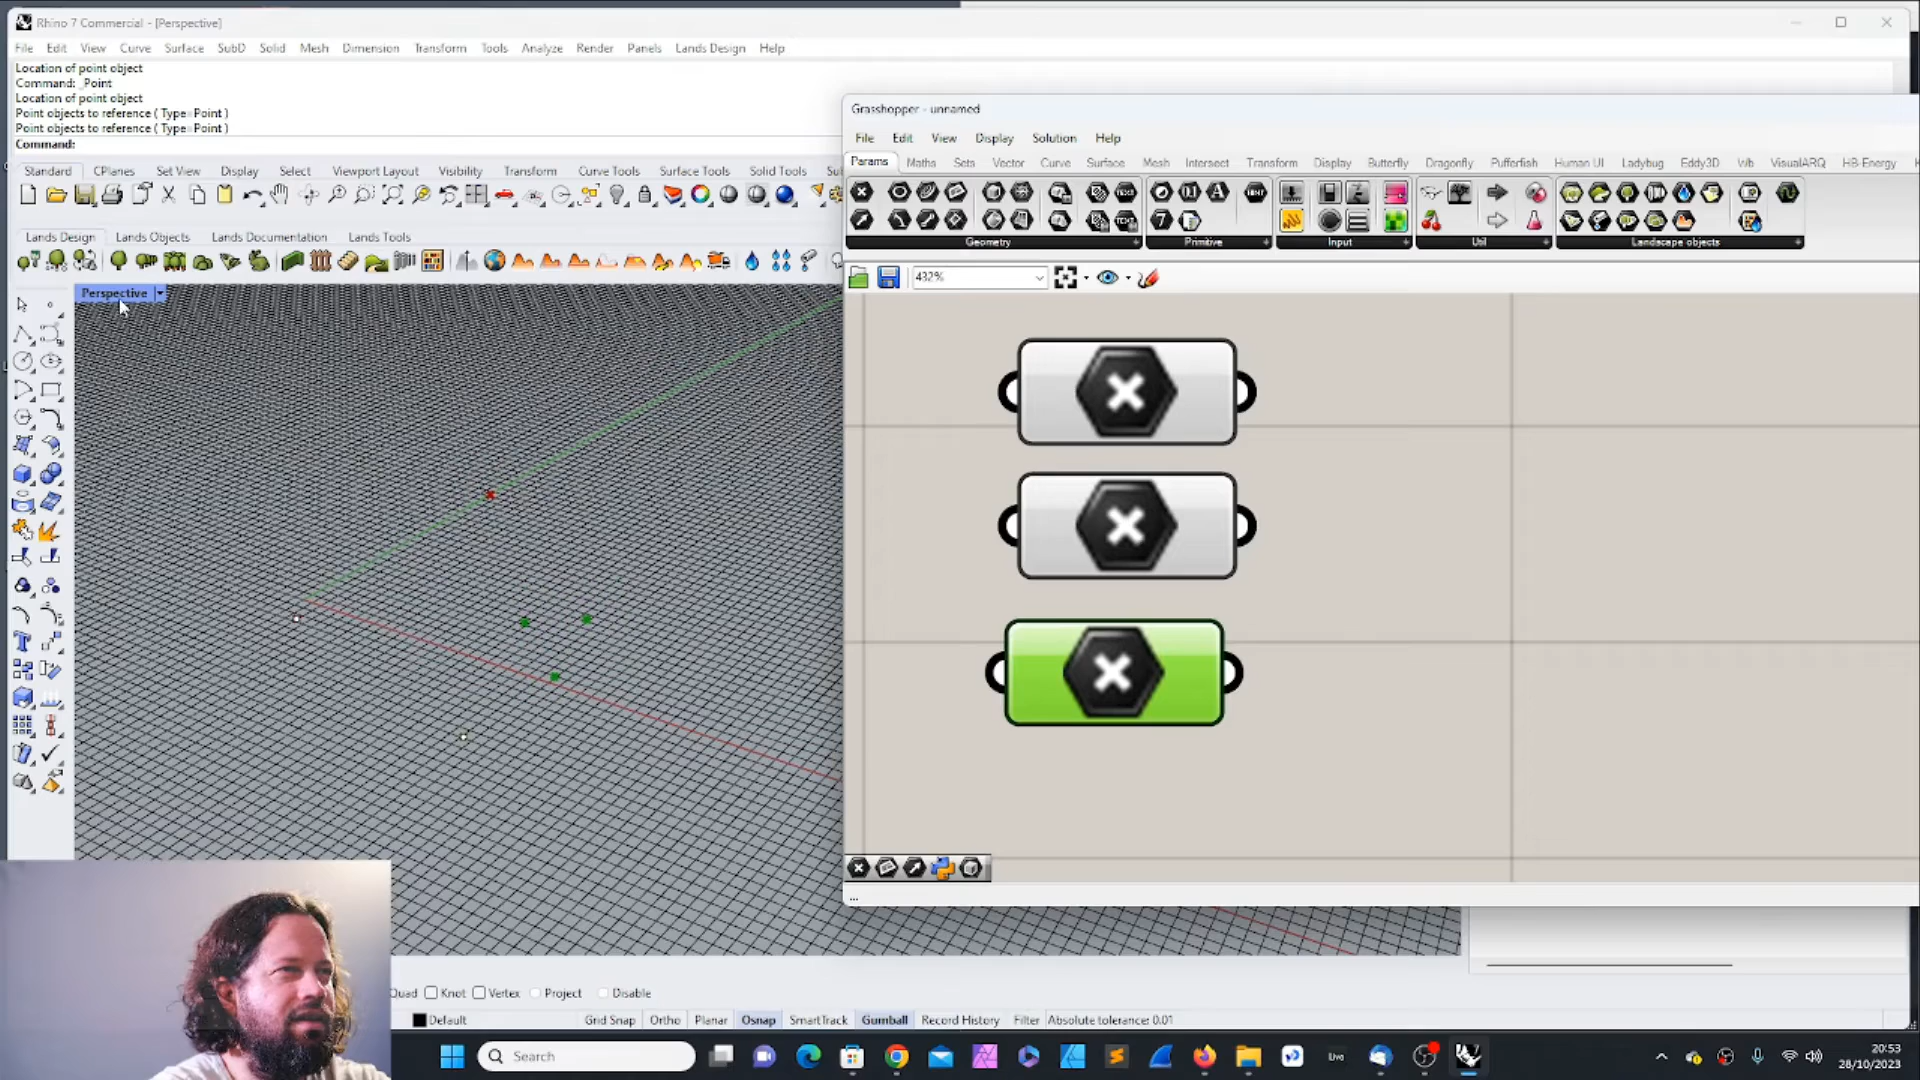 Rhino 7 Commercial - [Perspective]
File Edit View Curve Surface SubD Solid Mesh Dimension Transform Tools Analyze Render Panels Lands Design Help
Location of point object
Command: _Point
Location of point object
Point objects to reference ( Type=Point )
Point objects to reference ( Type=Point )
Command:
Standard CPlanes Set View Display Select Viewport Layout Visibility Transform Curve Tools Surface Tools Solid Tools
Lands Design Lands Objects Lands Documentation Lands Tools
Perspective
Grasshopper - unnamed
File Edit View Display Solution Help
Params Maths Sets Vector Curve Surface Mesh Intersect Transform Display Butterfly Dragonfly Pufferfish Human UI Ladybug Eddy3D Wb VisualARQ HB-Energy
Geometry Primitive Input Util Landscape objects
432%
...
Quad Knot Vertex Project Disable
Default Grid Snap Ortho Planar Osnap SmartTrack Gumball Record History Filter Absolute tolerance: 0.01
Search
Live
20:53
28/10/2023